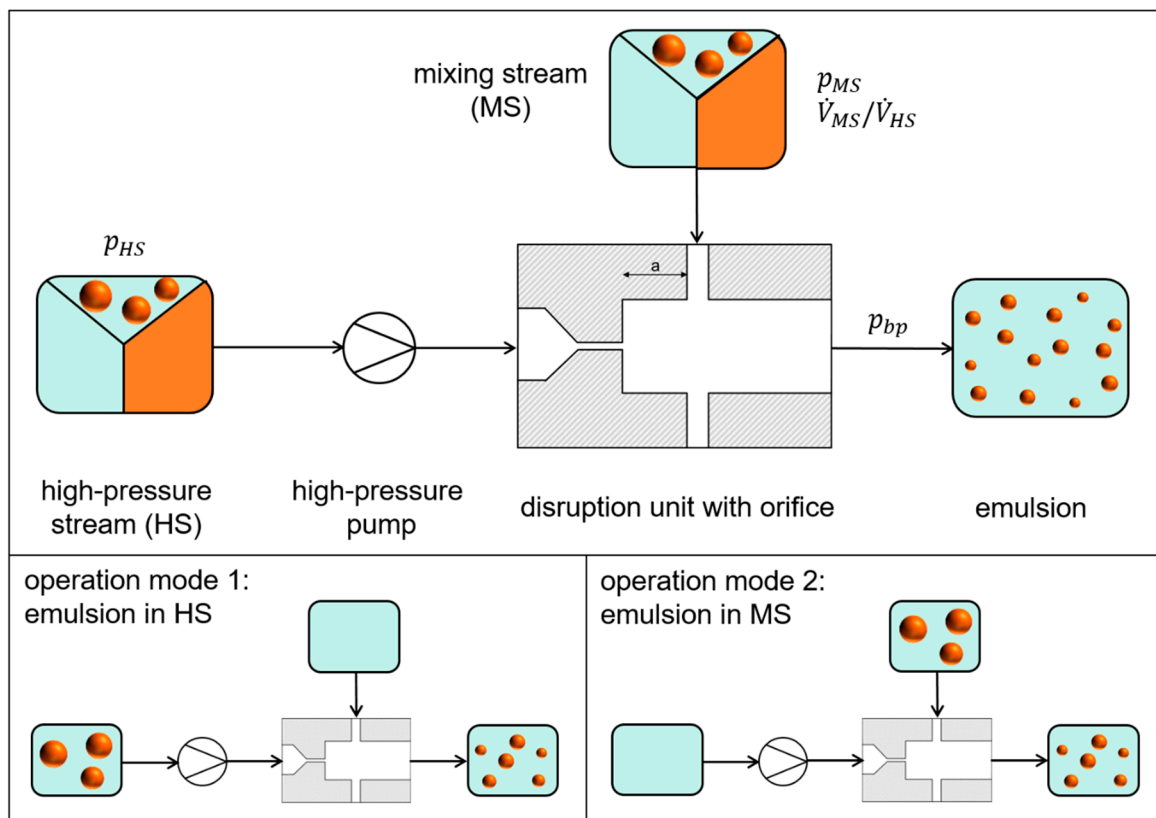 mixing stream
(MS)
p_MS
V̇_MS/V̇_HS
p_HS
a
p_bp
high-pressure
stream (HS)
high-pressure
pump
disruption unit with orifice
emulsion
operation mode 1:
emulsion in HS
operation mode 2:
emulsion in MS